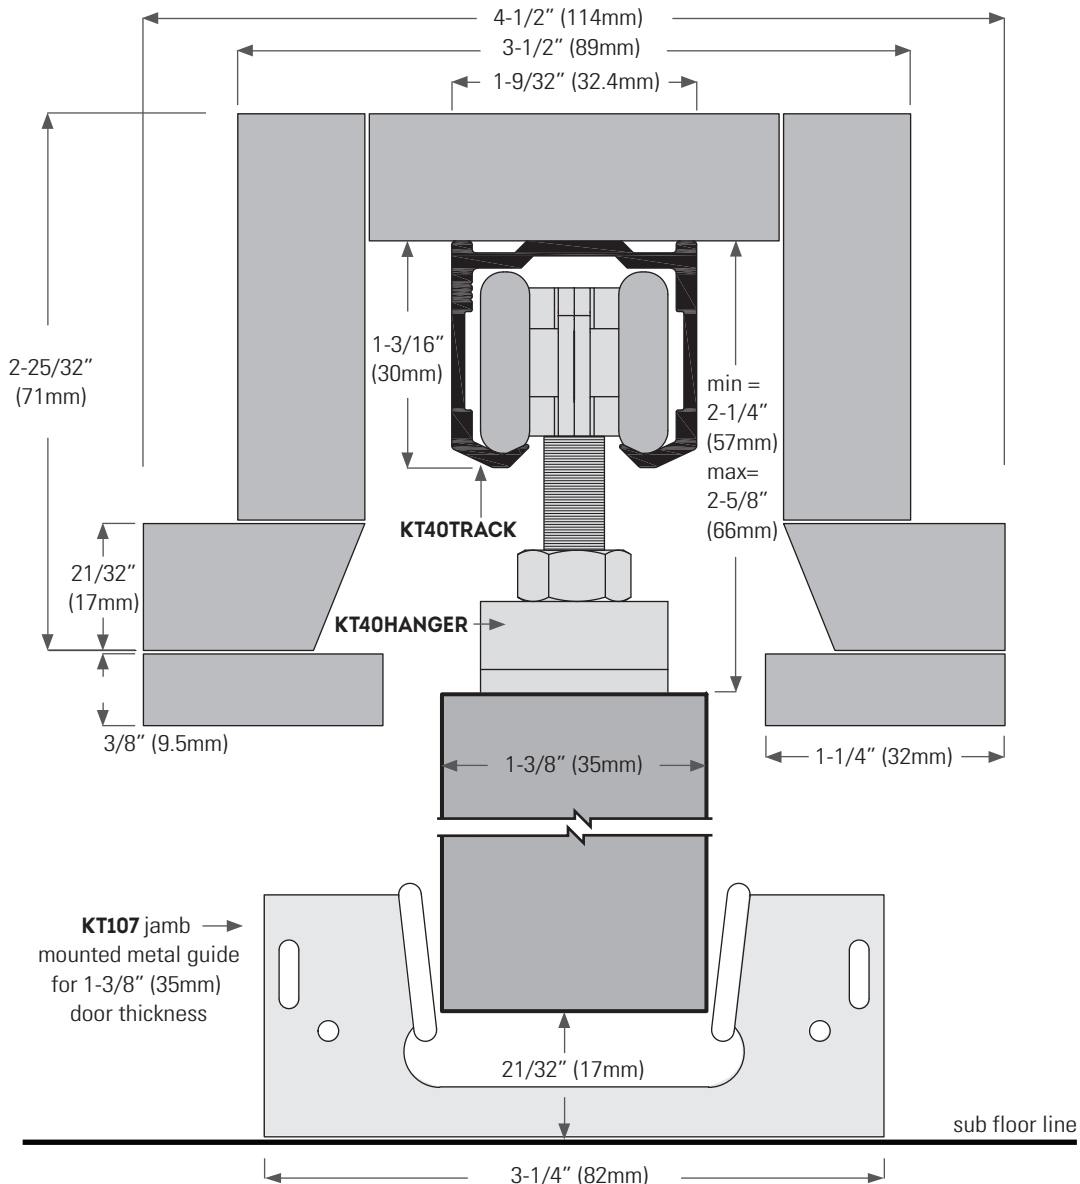 4-1/2” (114mm)
3-1/2” (89mm)
1-9/32” (32.4mm)
2-25/32”
(71mm)
1-3/16”
(30mm)
min =
2-1/4”
(57mm)
max=
2-5/8”
(66mm)
KT40TRACK
21/32”
(17mm)
KT40HANGER
3/8” (9.5mm)
1-3/8” (35mm)
1-1/4” (32mm)
KT107 jamb
mounted metal guide
for 1-3/8” (35mm)
door thickness
21/32” (17mm)
sub floor line
3-1/4” (82mm)